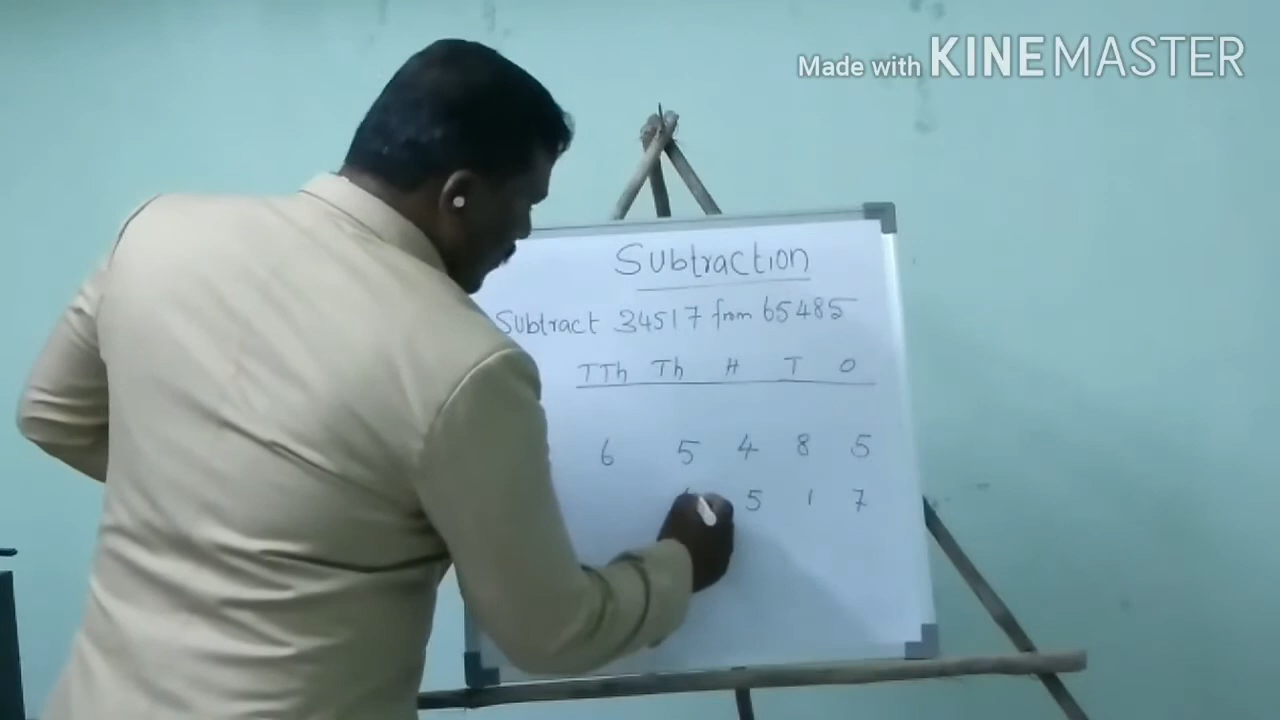 Made with KINEMASTER
Subtraction
Subtract 34517 from 65485
TTh Th H T O
6 5 4 8 5
5 1 7